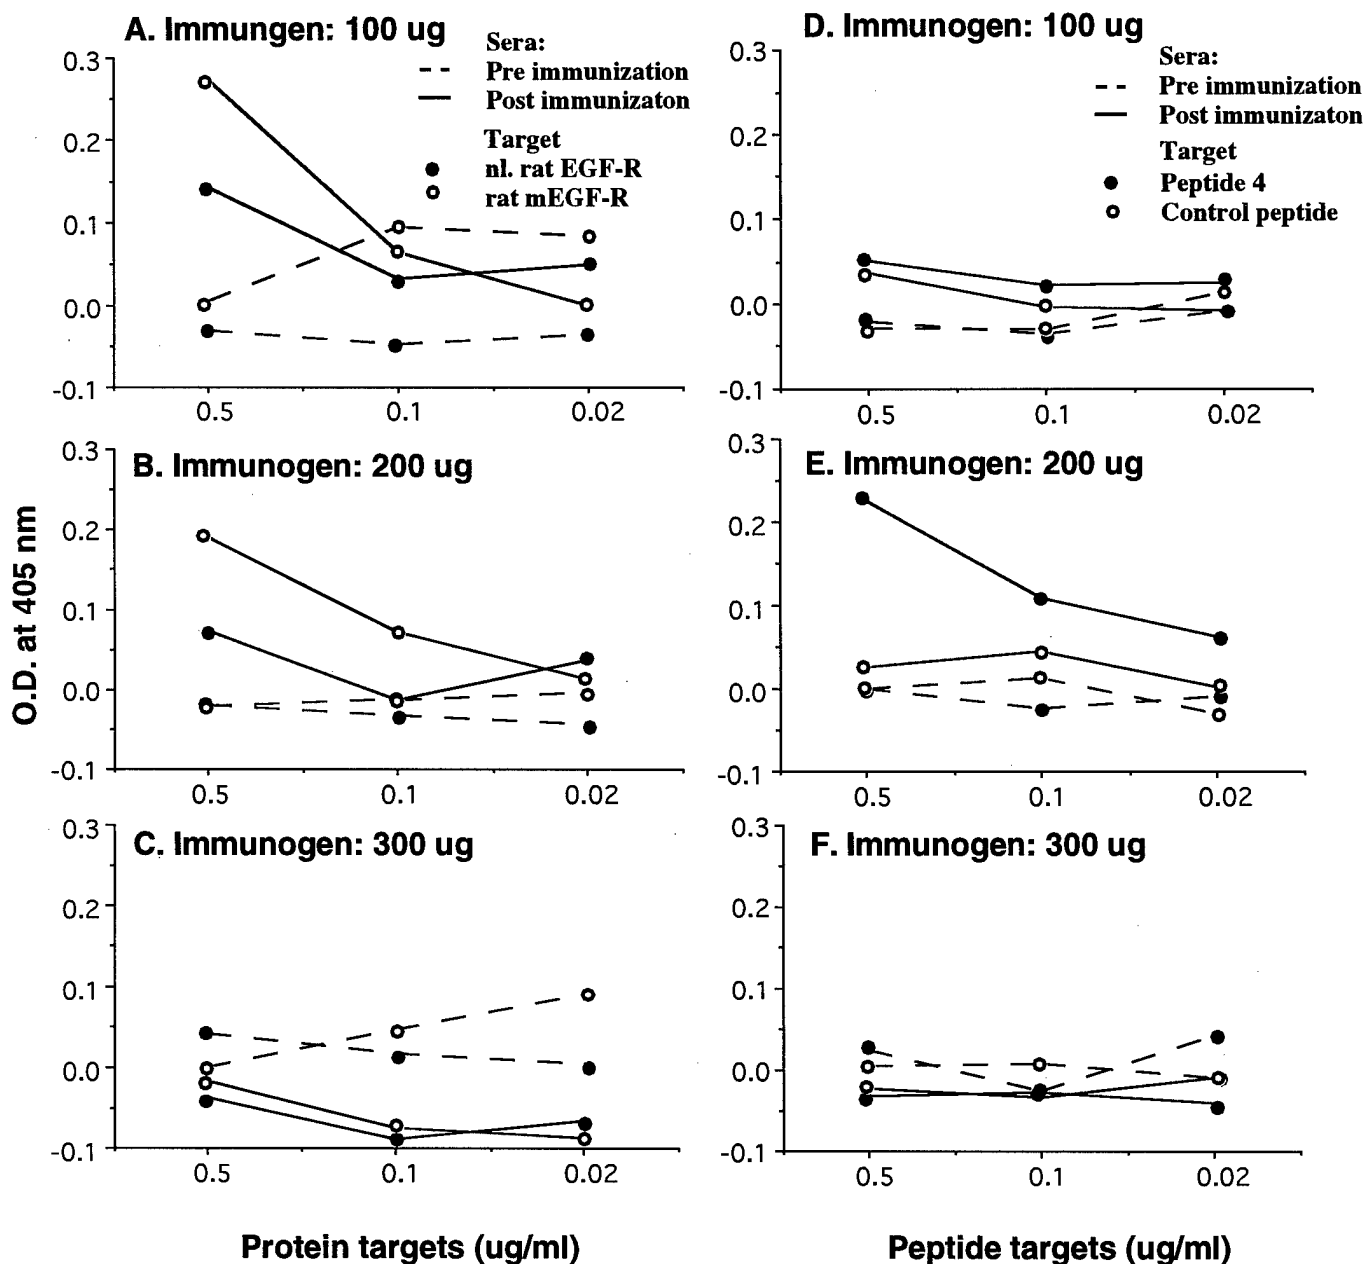 A. Immungen: 100 ug
Sera:
Pre immunization
Post immunizaton
Target
nl. rat EGF-R
rat mEGF-R
0.3
0.2
0.1
0.0
-0.1
0.5 0.1 0.02
D. Immunogen: 100 ug
Sera:
Pre immunization
Post immunizaton
Target
Peptide 4
Control peptide
0.3
0.2
0.1
0.0
-0.1
0.5 0.1 0.02
B. Immunogen: 200 ug
0.3
0.2
0.1
0.0
-0.1
0.5 0.1 0.02
E. Immunogen: 200 ug
0.3
0.2
0.1
0.0
-0.1
0.5 0.1 0.02
O.D. at 405 nm
C. Immunogen: 300 ug
0.3
0.2
0.1
0.0
-0.1
0.5 0.1 0.02
F. Immunogen: 300 ug
0.3
0.2
0.1
0.0
-0.1
0.5 0.1 0.02
Protein targets (ug/ml)
Peptide targets (ug/ml)